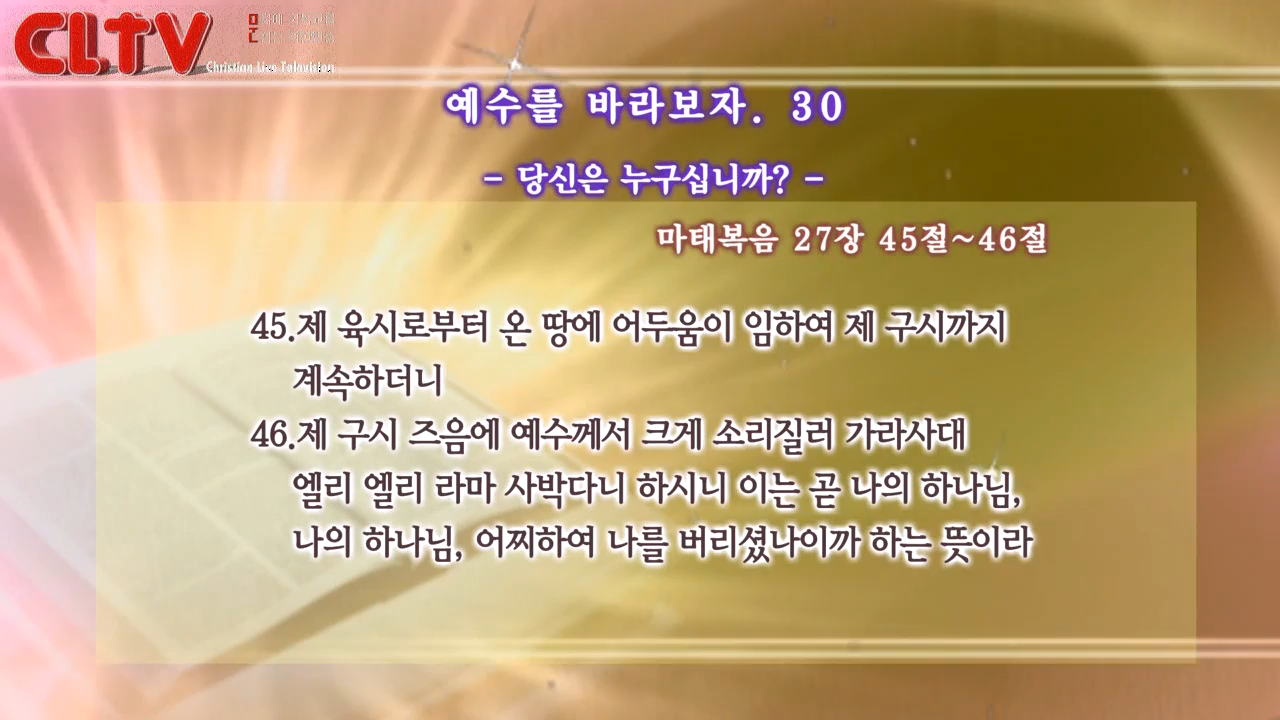 CLTV
Christian Live Television
예수를 바라보자. 30
- 당신은 누구십니까? -
마태복음 27장 45절~46절
45.제 육시로부터 온 땅에 어두움이 임하여 제 구시까지
계속하더니
46.제 구시 즈음에 예수께서 크게 소리질러 가라사대
엘리 엘리 라마 사박다니 하시니 이는 곧 나의 하나님,
나의 하나님, 어찌하여 나를 버리셨나이까 하는 뜻이라